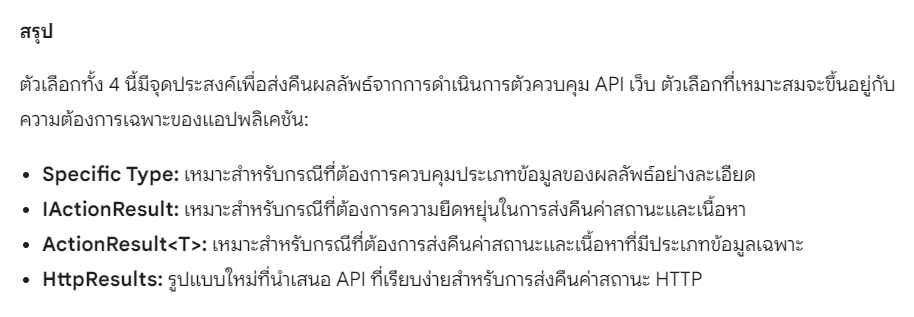 สรุป
ตัวเลือกทั้ง 4 นี้มีจุดประสงค์เพื่อส่งคืนผลลัพธ์จากการดำเนินการตัวควบคุม API เว็บ ตัวเลือกที่เหมาะสมจะขึ้นอยู่กับ
ความต้องการเฉพาะของแอปพลิเคชัน:
• Specific Type: เหมาะสำหรับกรณีที่ต้องการควบคุมประเภทข้อมูลของผลลัพธ์อย่างละเอียด
• IActionResult: เหมาะสำหรับกรณีที่ต้องการความยืดหยุ่นในการส่งคืนค่าสถานะและเนื้อหา
• ActionResult<T>: เหมาะสำหรับกรณีที่ต้องการส่งคืนค่าสถานะและเนื้อหาที่มีประเภทข้อมูลเฉพาะ
• HttpResults: รูปแบบใหม่ที่นำเสนอ API ที่เรียบง่ายสำหรับการส่งคืนค่าสถานะ HTTP